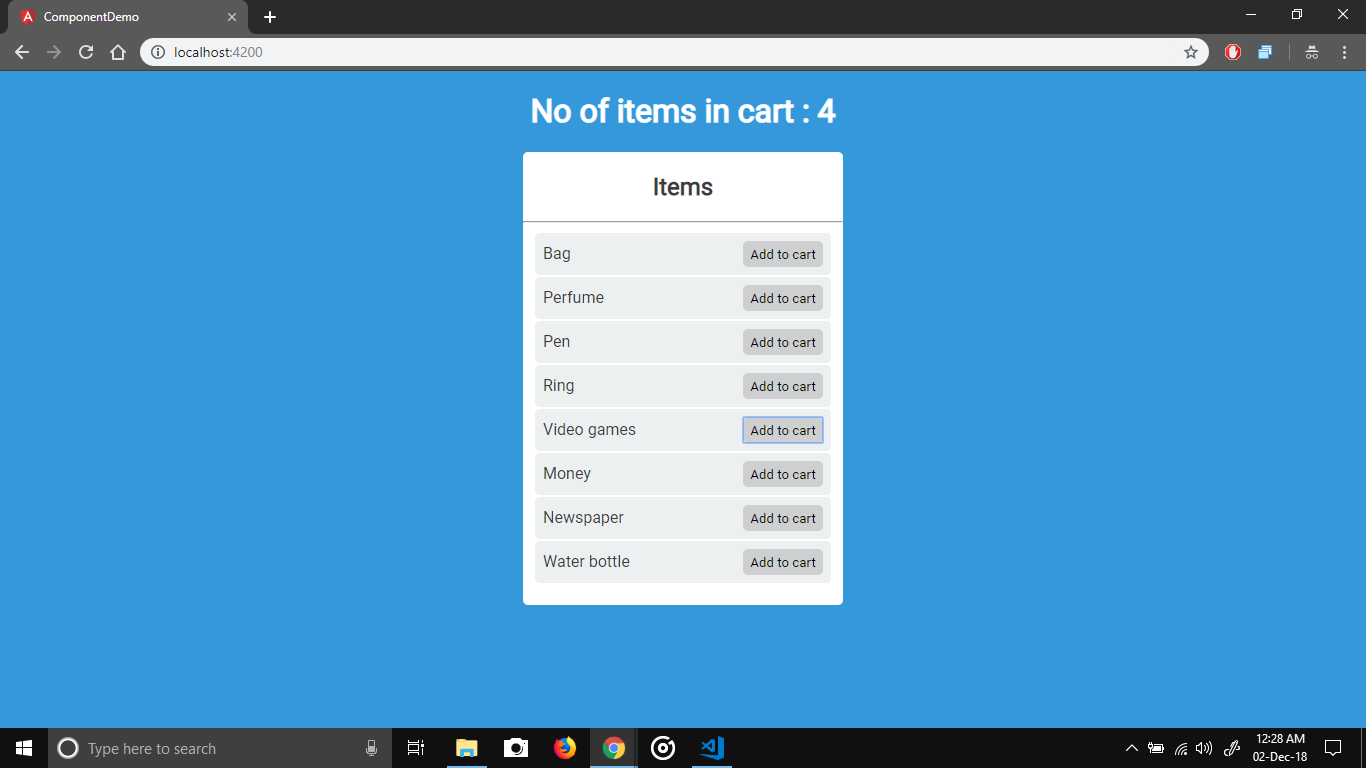 ComponentDemo
localhost:4200
No of items in cart : 4
Items
Bag Add to cart
Perfume Add to cart
Pen Add to cart
Ring Add to cart
Video games Add to cart
Money Add to cart
Newspaper Add to cart
Water bottle Add to cart
Type here to search
12:28 AM
02-Dec-18